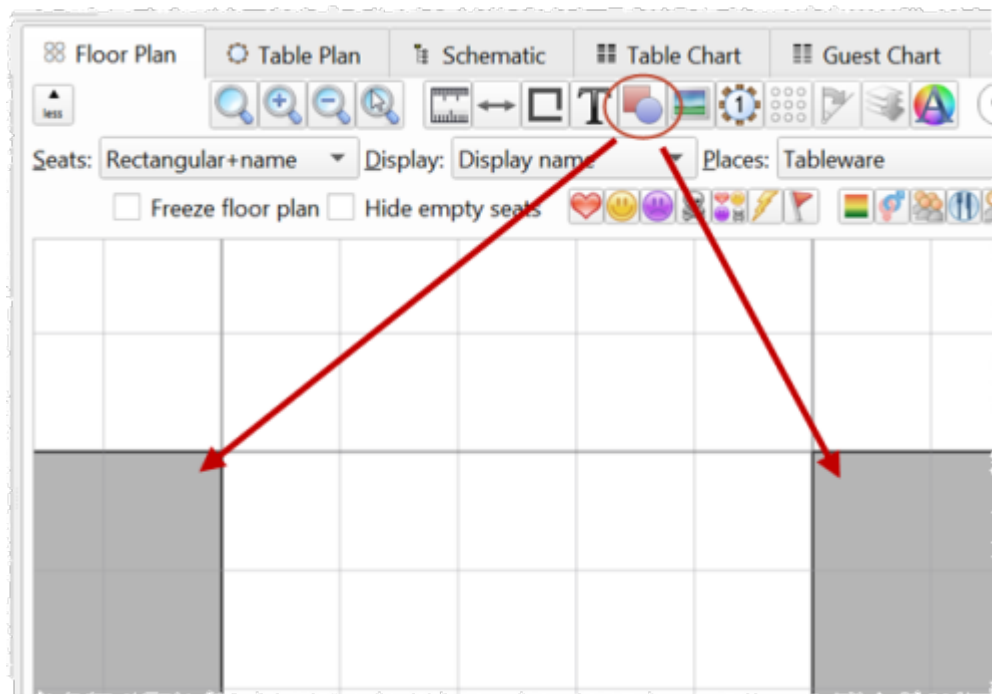 Floor Plan Table Plan Schematic Table Chart Guest Chart
less T 1 A
Seats: Rectangular+name Display: Display name Places: Tableware
Freeze floor plan Hide empty seats